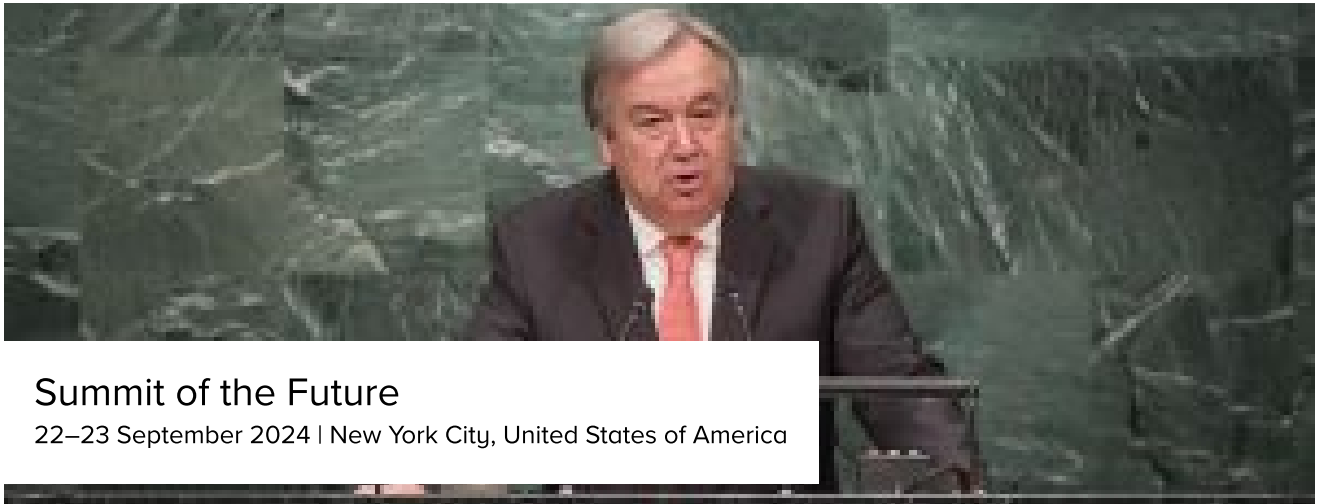 Summit of the Future
22–23 September 2024 | New York City, United States of America